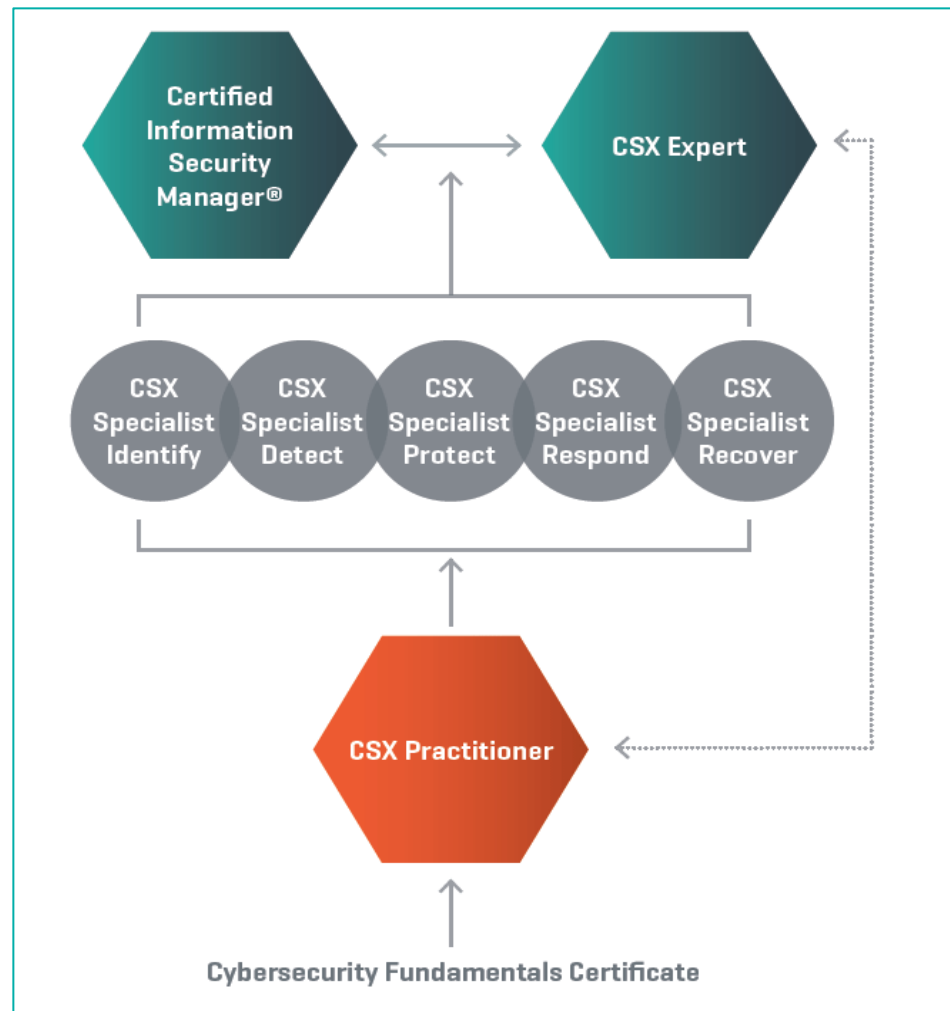 Certified
Information
Security
Manager®
CSX Expert
CSX
Specialist
Identify
CSX
Specialist
Detect
CSX
Specialist
Protect
CSX
Specialist
Respond
CSX
Specialist
Recover
CSX Practitioner
Cybersecurity Fundamentals Certificate